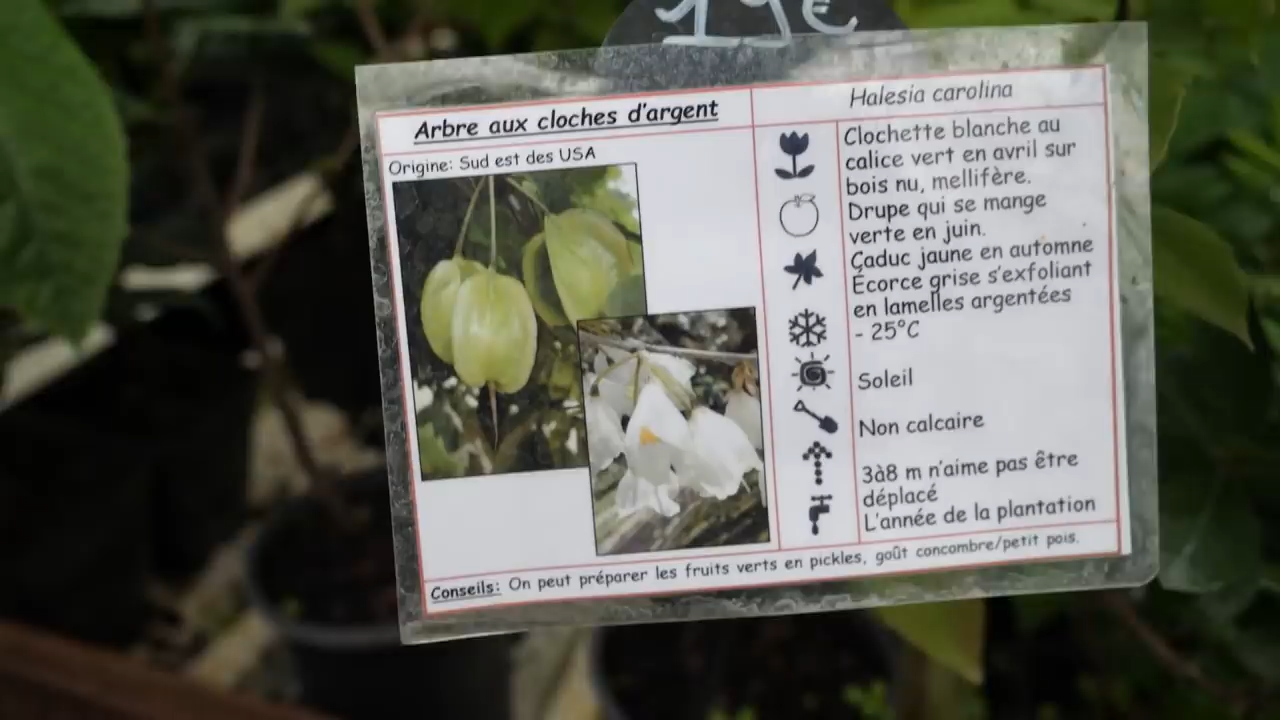 19€
Arbre aux cloches d'argent
Halesia carolina
Origine: Sud est des USA
Clochette blanche au
calice vert en avril sur
bois nu, mellifère.
Drupe qui se mange
verte en juin.
Caduc jaune en automne
Écorce grise s'exfoliant
en lamelles argentées
- 25°C
Soleil
Non calcaire
3à8 m n'aime pas être
déplacé
L'année de la plantation
Conseils: On peut préparer les fruits verts en pickles, goût concombre/petit pois.